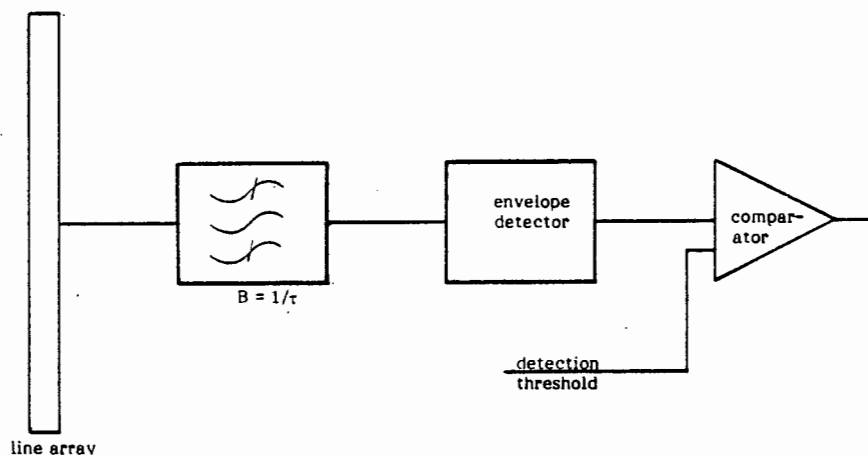 envelope
detector
compar-
ator
B = 1/τ
detection
threshold
line array